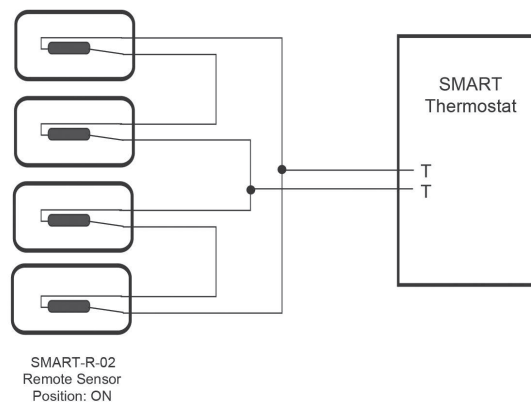 SMART
Thermostat
T
T
SMART-R-02
Remote Sensor
Position: ON